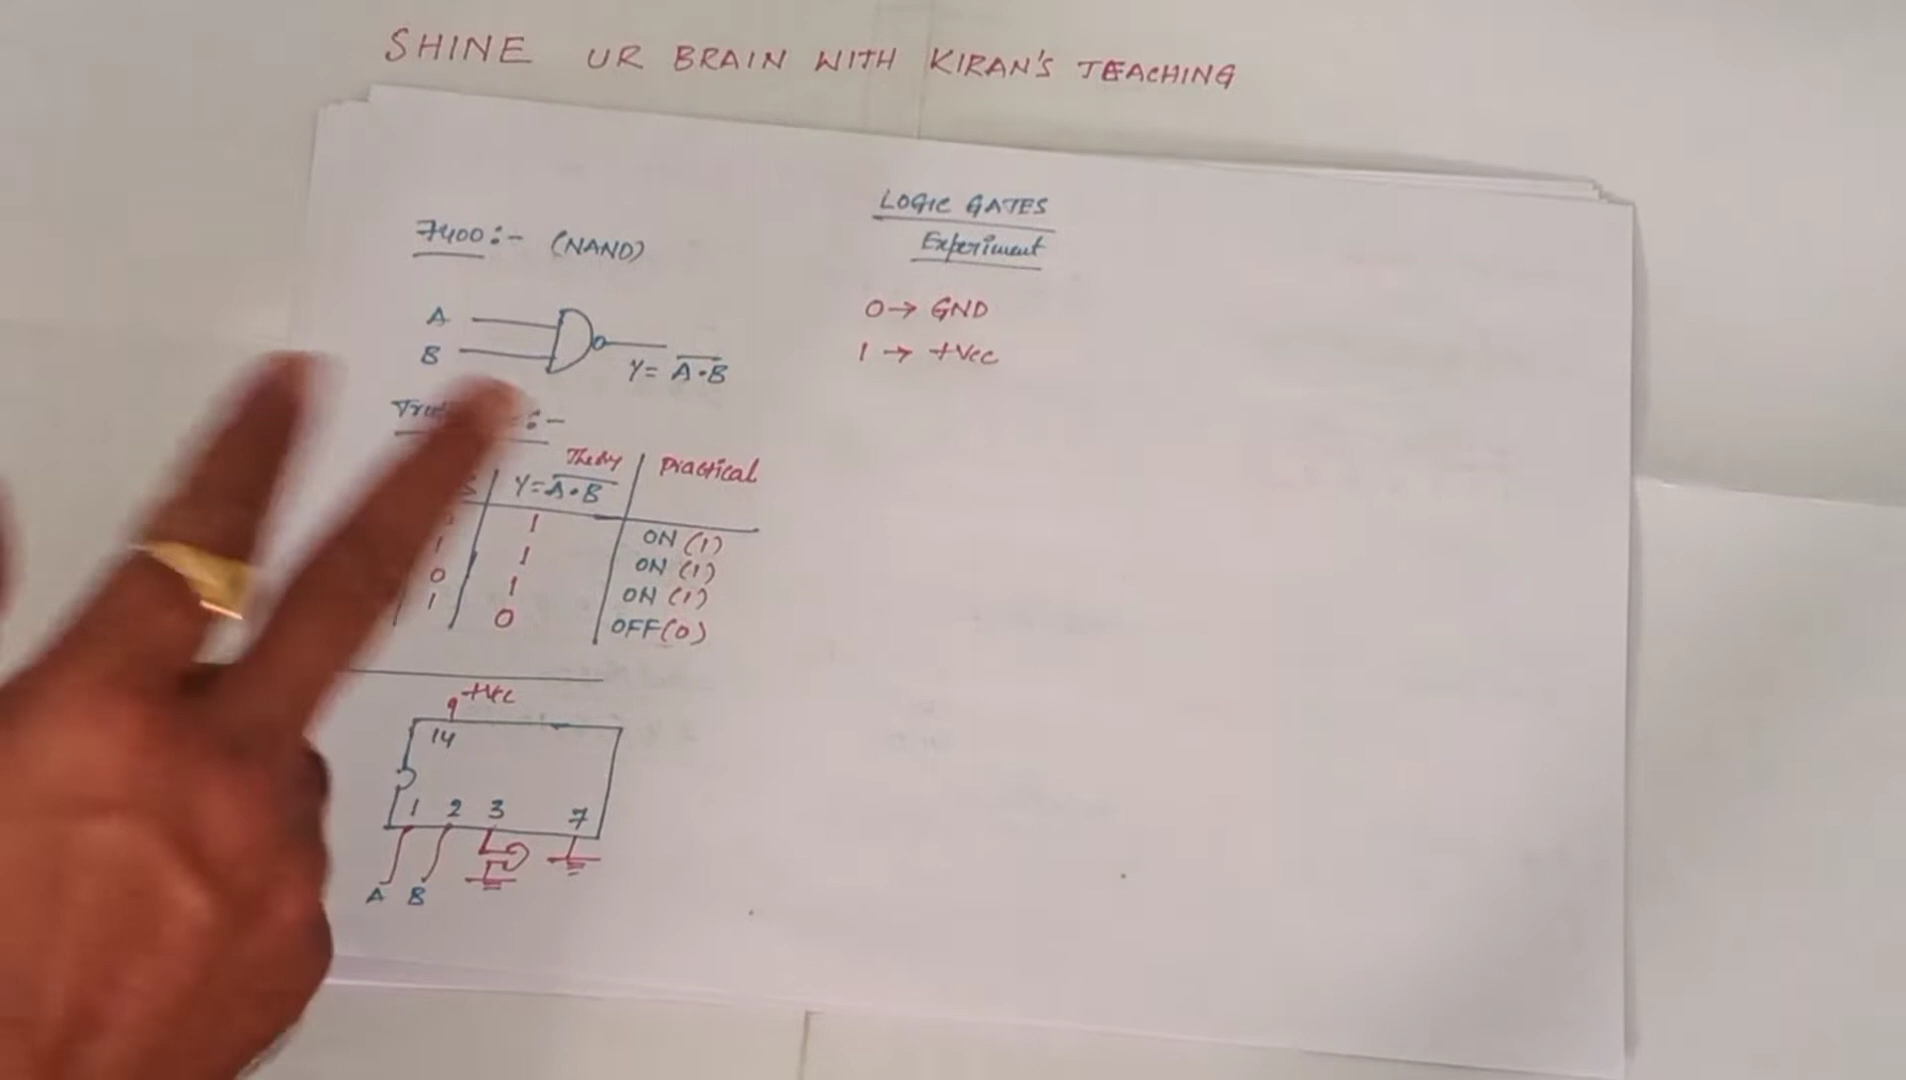 SHINE UR BRAIN WITH KIRAN'S TEACHING
LOGIC GATES
Experiment
0 → GND
1 → +Vcc
7400:- (NAND)
A
B
Y = A̅·̅B̅
:-
Theory
Practical
Y = A̅·̅B̅
1 ON (1)
1 1 ON (1)
0 1 ON (1)
1 0 OFF (0)
+Vcc
14
1 2 3 7
A B